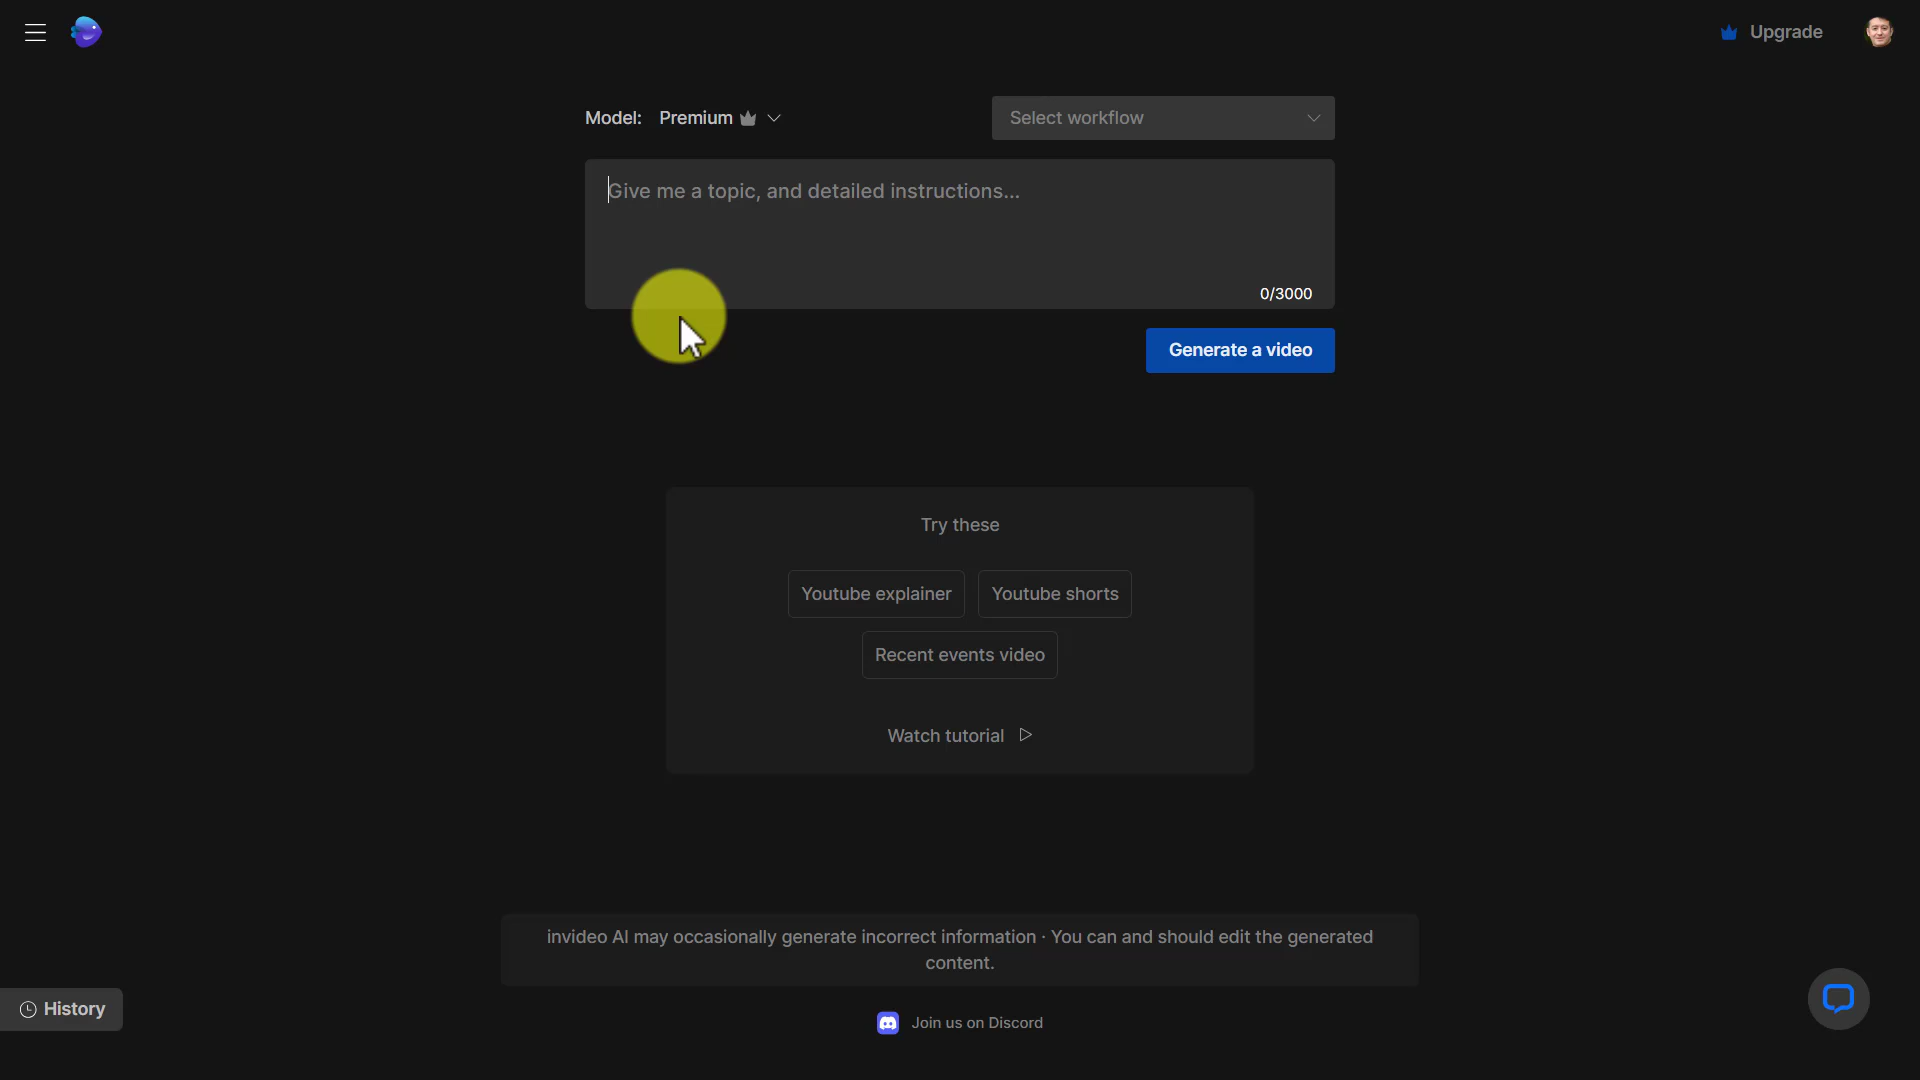 Upgrade
Model: Premium
Select workflow
Give me a topic, and detailed instructions...
0/3000
Generate a video
Try these
Youtube explainer
Youtube shorts
Recent events video
Watch tutorial
invideo AI may occasionally generate incorrect information · You can and should edit the generated
content.
History
Join us on Discord